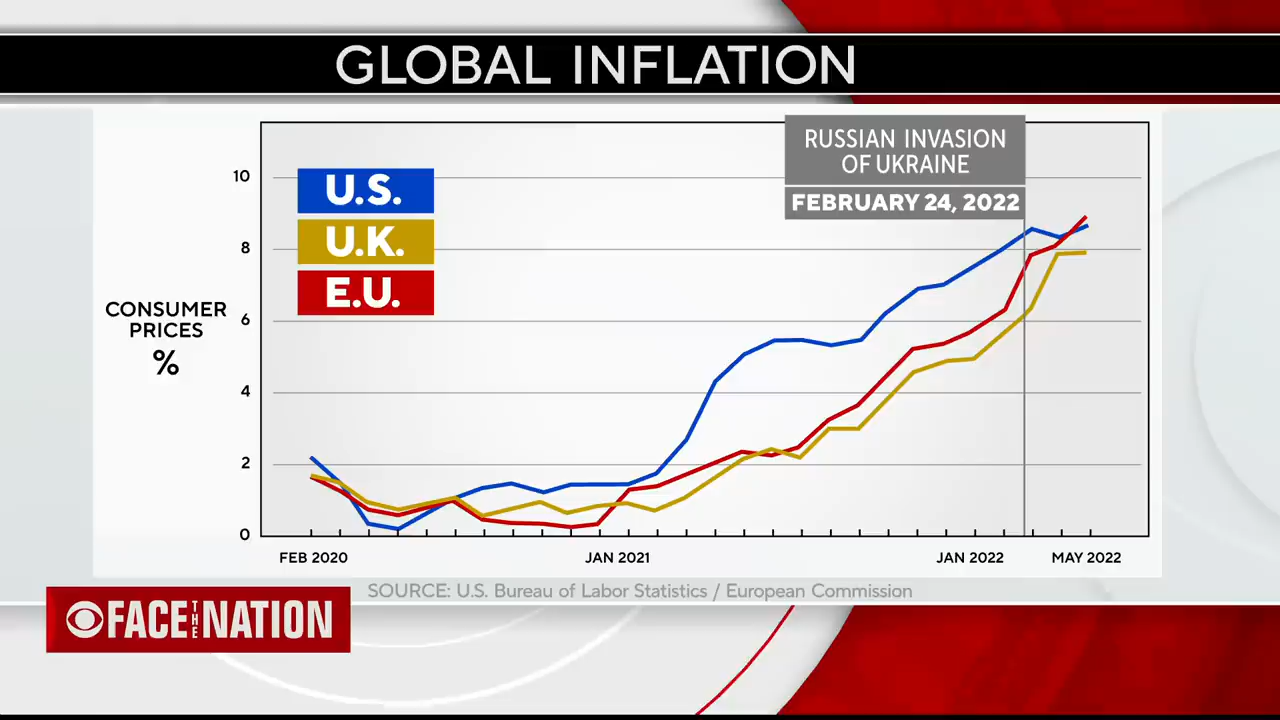 GLOBAL INFLATION
RUSSIAN INVASION
OF UKRAINE
FEBRUARY 24, 2022
U.S.
U.K.
E.U.
CONSUMER
PRICES
%
10
8
6
4
2
0
FEB 2020 JAN 2021 JAN 2022 MAY 2022
SOURCE: U.S. Bureau of Labor Statistics / European Commission
FACE THE NATION